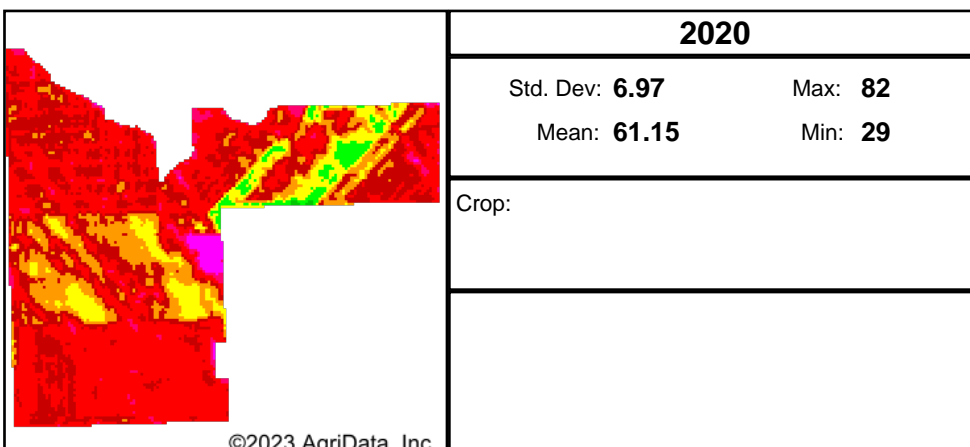 2020
Std. Dev: 6.97 Max: 82
Mean: 61.15 Min: 29
Crop:
©2023 AgriData, Inc.